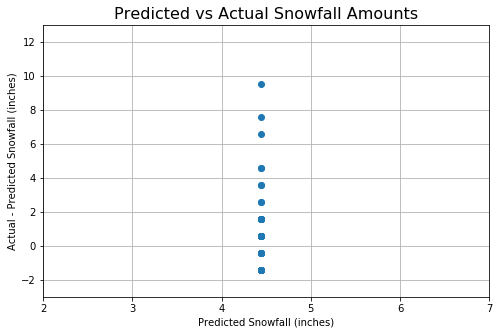 Predicted vs Actual Snowfall Amounts
Actual - Predicted Snowfall (inches)
12
10
8
6
4
2
0
−2
2 3 4 5 6 7
Predicted Snowfall (inches)